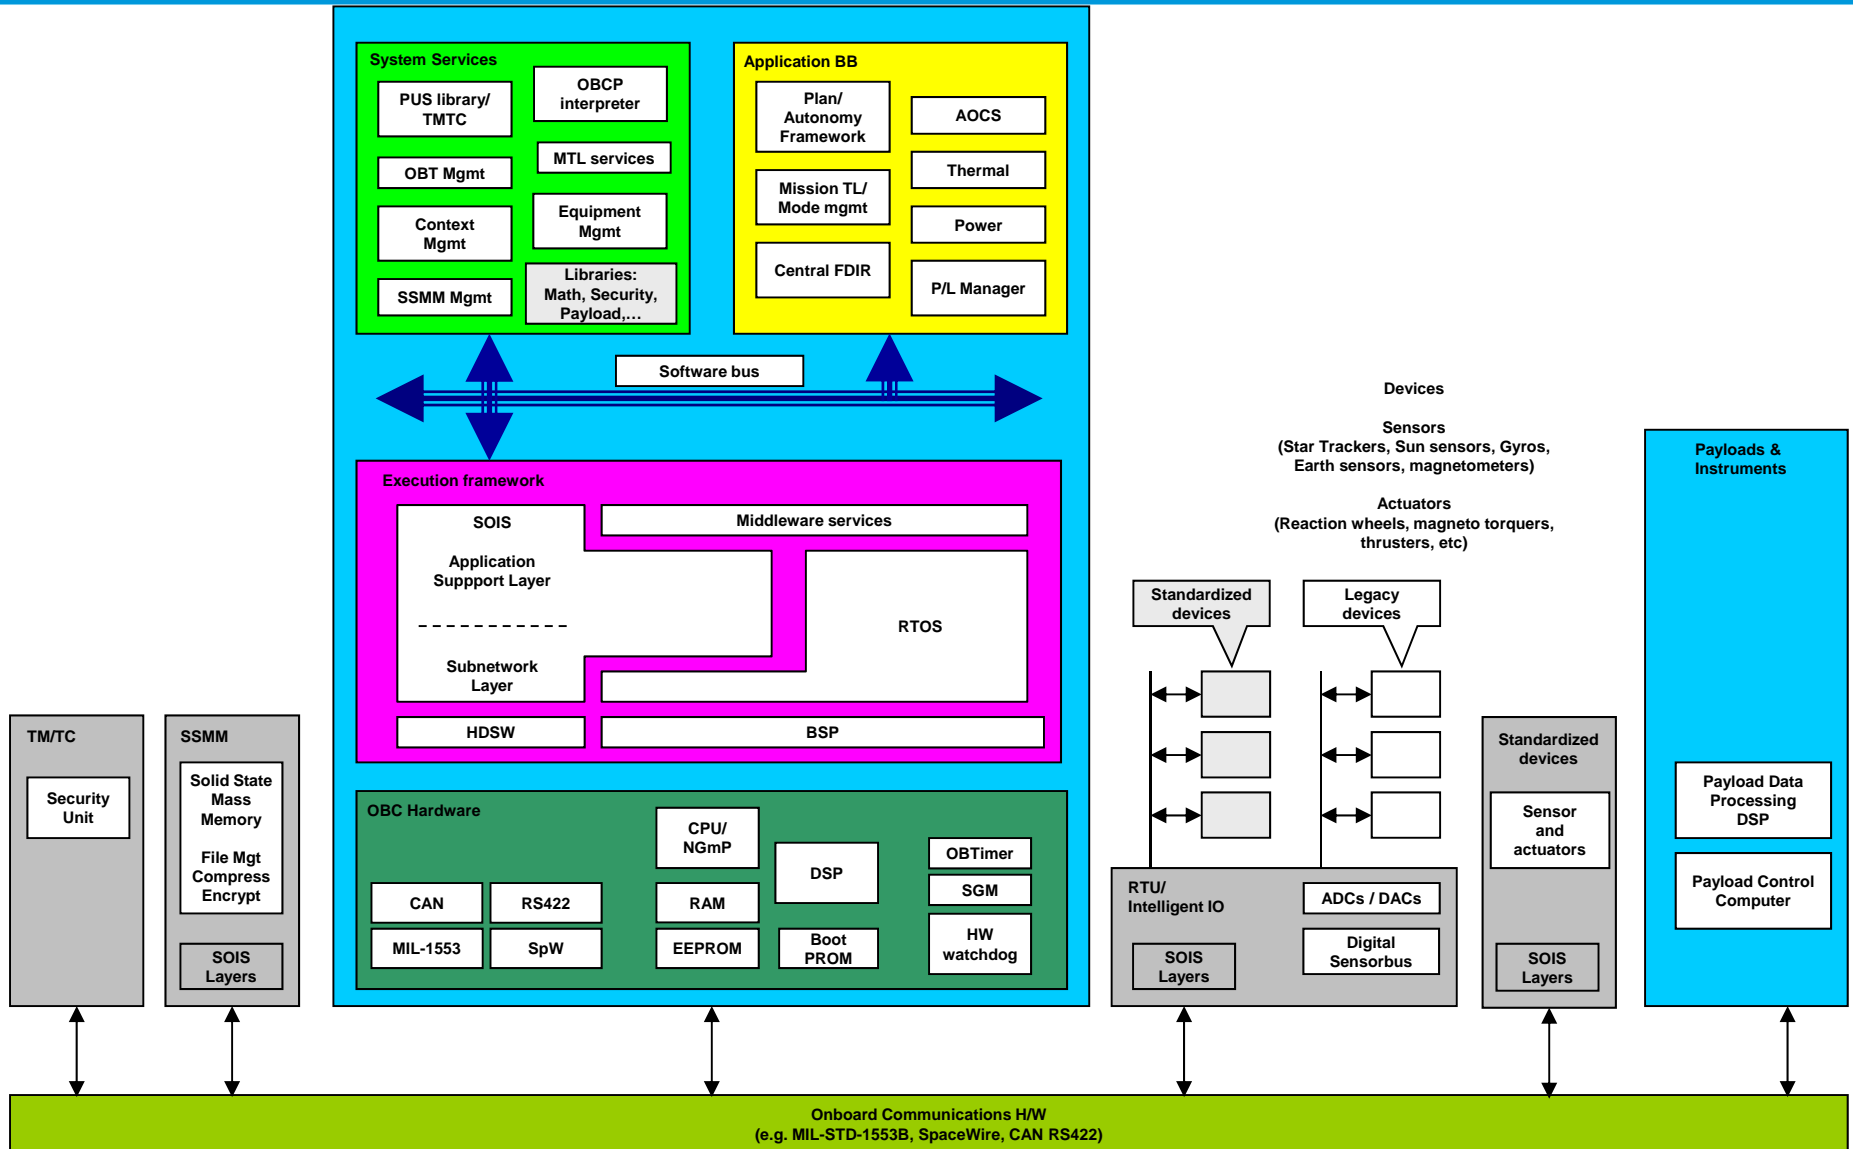 System Services
PUS library/
TMTC
OBCP
interpreter
OBT Mgmt
MTL services
Context
Mgmt
Equipment
Mgmt
SSMM Mgmt
Libraries:
Math, Security,
Payload,…
Application BB
Plan/
Autonomy
Framework
AOCS
Thermal
Mission TL/
Mode mgmt
Power
Central FDIR
P/L Manager
Software bus
Execution framework
SOIS
Application
Suppport Layer
Subnetwork
Layer
Middleware services
RTOS
HDSW
BSP
OBC Hardware
CPU/
NGmP
DSP
OBTimer
CAN
RS422
RAM
SGM
MIL-1553
SpW
EEPROM
Boot
PROM
HW
watchdog
TM/TC
Security
Unit
SSMM
Solid State
Mass
Memory
File Mgt
Compress
Encrypt
SOIS
Layers
Devices
Sensors
(Star Trackers, Sun sensors, Gyros,
Earth sensors, magnetometers)
Actuators
(Reaction wheels, magneto torquers,
thrusters, etc)
Standardized
devices
Legacy
devices
RTU/
Intelligent IO
ADCs / DACs
Digital
Sensorbus
SOIS
Layers
Standardized
devices
Sensor
and
actuators
SOIS
Layers
Payloads &
Instruments
Payload Data
Processing
DSP
Payload Control
Computer
Onboard Communications H/W
(e.g. MIL-STD-1553B, SpaceWire, CAN RS422)